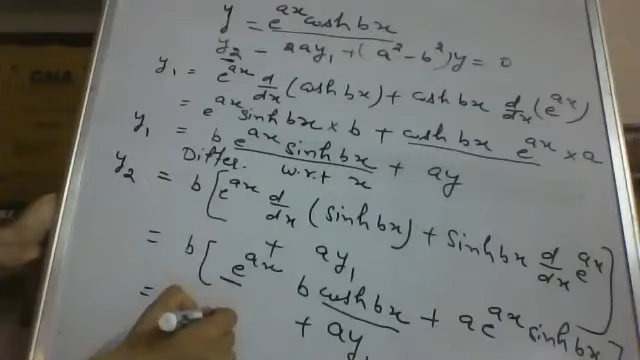 y = e^ax cosh bx
y2 - 2ay1 + (a^2 - b^2)y = 0
y1 = e^ax d/dx (cosh bx) + cosh bx d/dx (e^ax)
= e^ax sinh bx × b + cosh bx e^ax × a
y1 = b e^ax sinh bx + ay
Differ. w.r.t x
y2 = b[e^ax d/dx (sinh bx) + sinh bx d/dx e^ax]
+ ay1
= b[e^ax b cosh bx + a e^ax sinh bx]
+ ay1
=